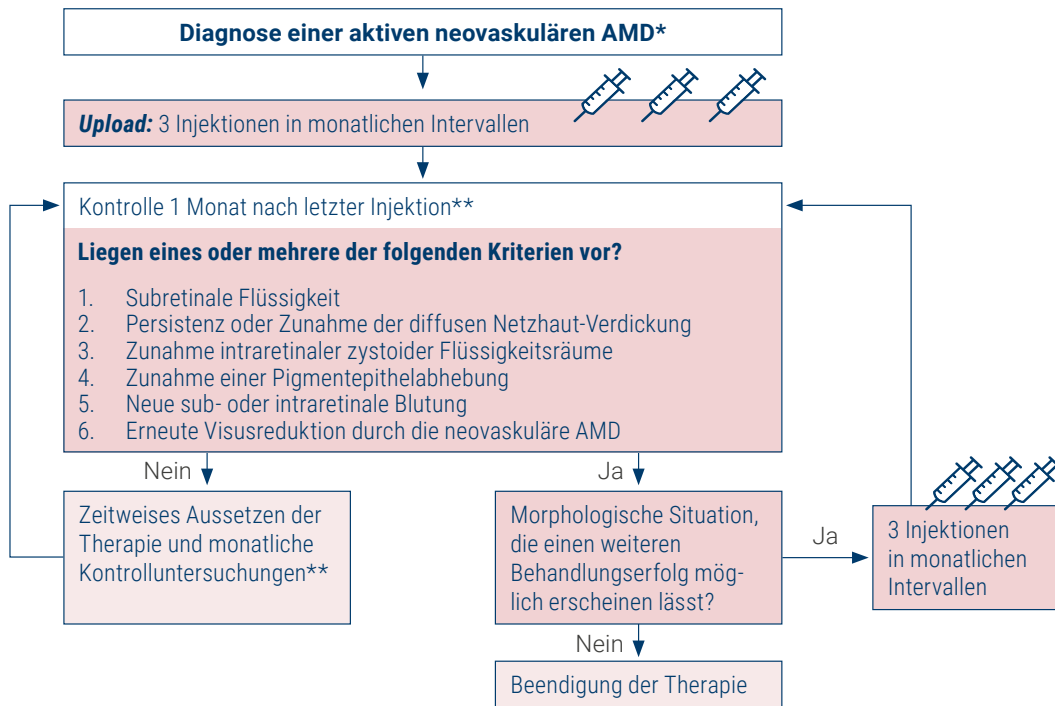 Diagnose einer aktiven neovaskulären AMD*
Upload: 3 Injektionen in monatlichen Intervallen
Kontrolle 1 Monat nach letzter Injektion**
Liegen eines oder mehrere der folgenden Kriterien vor?
1. Subretinale Flüssigkeit
2. Persistenz oder Zunahme der diffusen Netzhaut-Verdickung
3. Zunahme intraretinaler zystoider Flüssigkeitsräume
4. Zunahme einer Pigmentepithelabhebung
5. Neue sub- oder intraretinale Blutung
6. Erneute Visusreduktion durch die neovaskuläre AMD
Nein
Ja
Zeitweises Aussetzen der
Therapie und monatliche
Kontrolluntersuchungen**
Morphologische Situation,
die einen weiteren
Behandlungserfolg mög-
lich erscheinen lässt?
Ja
3 Injektionen
in monatlichen
Intervallen
Nein
Beendigung der Therapie